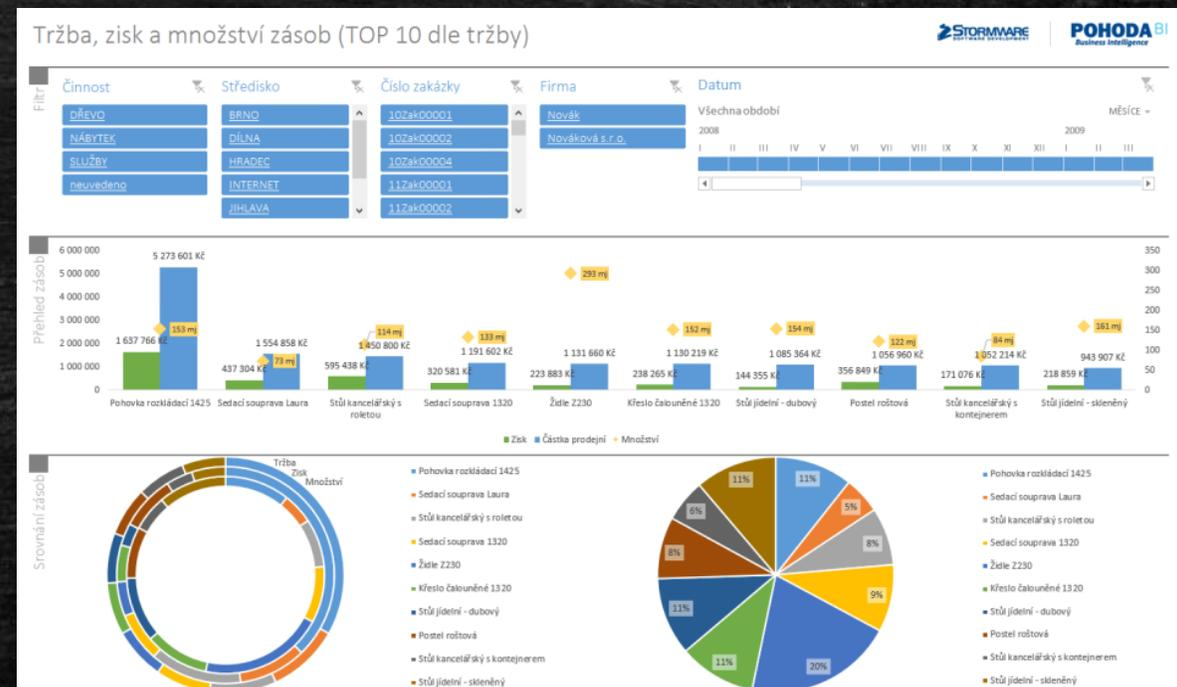 Tržba, zisk a množství zásob (TOP 10 dle tržby)
STORMWARE
SOFTWARE DEVELOPMENT
POHODA BI
Business Intelligence
Filtr
Činnost
DŘEVO
NÁBYTEK
SLUŽBY
neuvedeno
Středisko
BRNO
DÍLNA
HRADEC
INTERNET
JIHLAVA
Číslo zakázky
10Zak00001
10Zak00002
10Zak00004
11Zak00001
11Zak00002
Firma
Novák
Nováková s.r.o.
Datum
Všechna období
MĚSÍCE
2008 2009
I II III IV V VI VII VIII IX X XI XII I II III
Přehled zásob
6 000 000
5 000 000
4 000 000
3 000 000
2 000 000
1 000 000
0
350
300
250
200
150
100
50
0
1 637 766 Kč
5 273 601 Kč
153 mj
Pohovka rozkládací 1425
437 304 Kč
1 554 858 Kč
73 mj
Sedací souprava Laura
595 438 Kč
1 450 800 Kč
114 mj
Stůl kancelářský s
roletou
320 581 Kč
1 191 602 Kč
133 mj
Sedací souprava 1320
223 883 Kč
1 131 660 Kč
293 mj
Židle Z230
238 265 Kč
1 130 219 Kč
152 mj
Křeslo čalouněné 1320
144 355 Kč
1 085 364 Kč
154 mj
Stůl jídelní - dubový
356 849 Kč
1 056 960 Kč
122 mj
Postel roštová
171 076 Kč
1 052 214 Kč
84 mj
Stůl kancelářský s
kontejnerem
218 859 Kč
943 907 Kč
161 mj
Stůl jídelní - skleněný
Zisk Částka prodejní Množství
Srovnání zásob
Tržba
Zisk
Množství
Pohovka rozkládací 1425
Sedací souprava Laura
Stůl kancelářský s roletou
Sedací souprava 1320
Židle Z230
Křeslo čalouněné 1320
Stůl jídelní - dubový
Postel roštová
Stůl kancelářský s kontejnerem
Stůl jídelní - skleněný
11%
5%
8%
9%
20%
11%
11%
8%
6%
11%
Pohovka rozkládací 1425
Sedací souprava Laura
Stůl kancelářský s roletou
Sedací souprava 1320
Židle Z230
Křeslo čalouněné 1320
Stůl jídelní - dubový
Postel roštová
Stůl kancelářský s kontejnerem
Stůl jídelní - skleněný